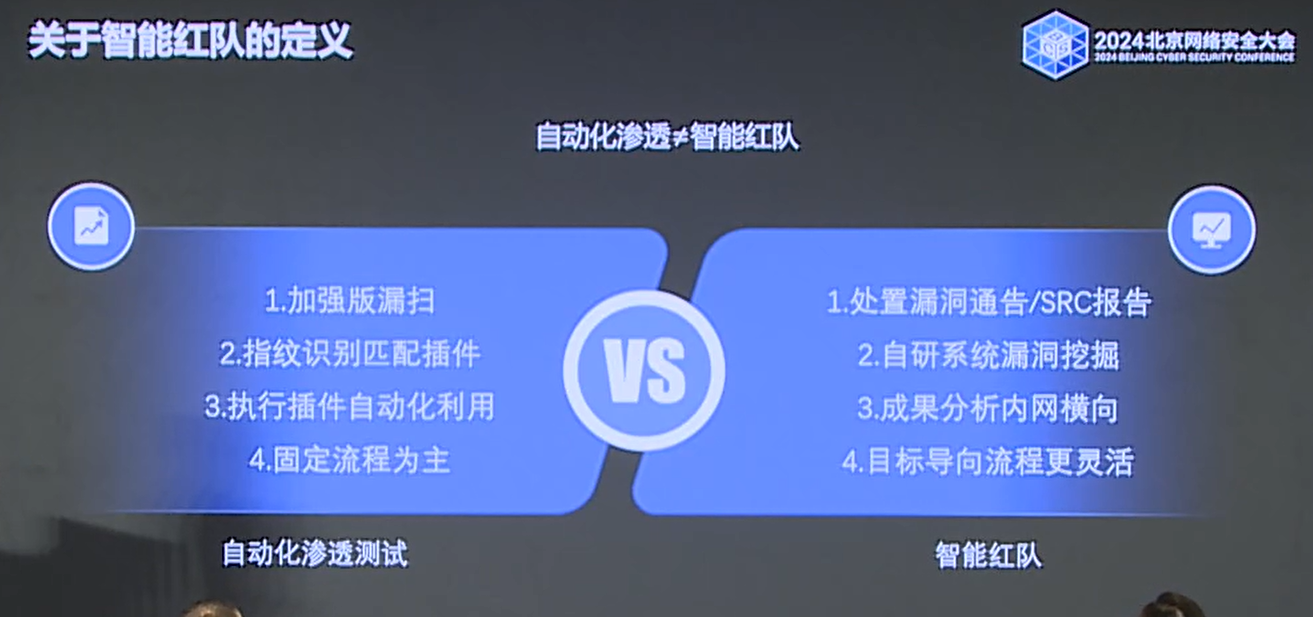 关于智能红队的定义
2024北京网络安全大会
2024 BEIJING CYBER SECURITY CONFERENCE
自动化渗透≠智能红队
1.加强版漏扫
2.指纹识别匹配插件
3.执行插件自动化利用
4.固定流程为主
VS
1.处置漏洞通告/SRC报告
2.自研系统漏洞挖掘
3.成果分析内网横向
4.目标导向流程更灵活
自动化渗透测试
智能红队